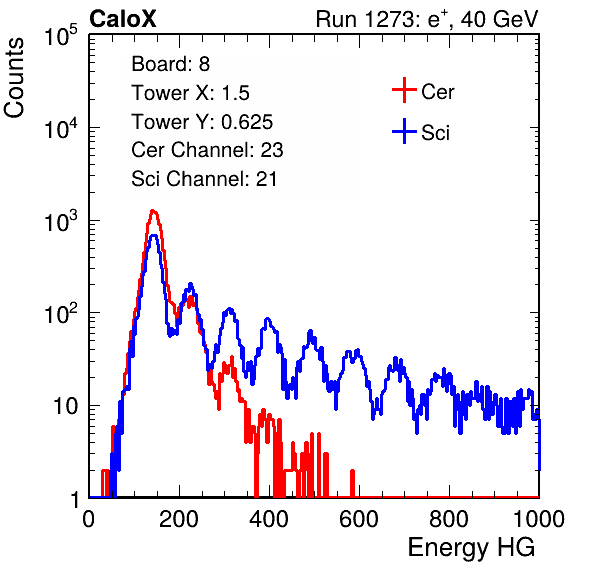 CaloX Run 1273: e⁺, 40 GeV
Counts
10⁵
10⁴
10³
10²
10
1
Board: 8
Tower X: 1.5
Tower Y: 0.625
Cer Channel: 23
Sci Channel: 21
Cer
Sci
0 200 400 600 800 1000
Energy HG